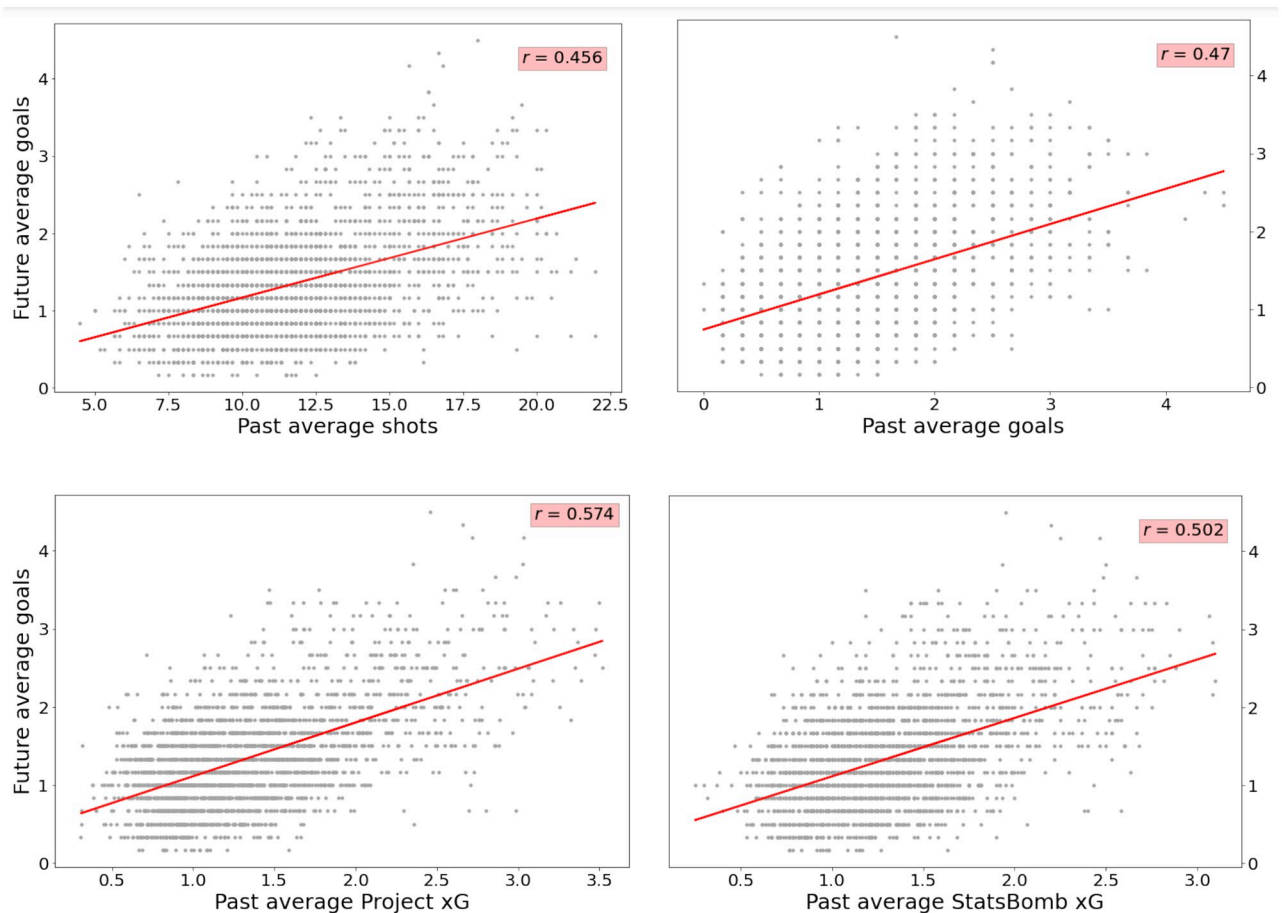 r = 0.456
Future average goals
4
3
2
1
0
5.0 7.5 10.0 12.5 15.0 17.5 20.0 22.5
Past average shots
r = 0.47
4
3
2
1
0
0 1 2 3 4
Past average goals
r = 0.574
Future average goals
4
3
2
1
0
0.5 1.0 1.5 2.0 2.5 3.0 3.5
Past average Project xG
r = 0.502
4
3
2
1
0
0.5 1.0 1.5 2.0 2.5 3.0
Past average StatsBomb xG